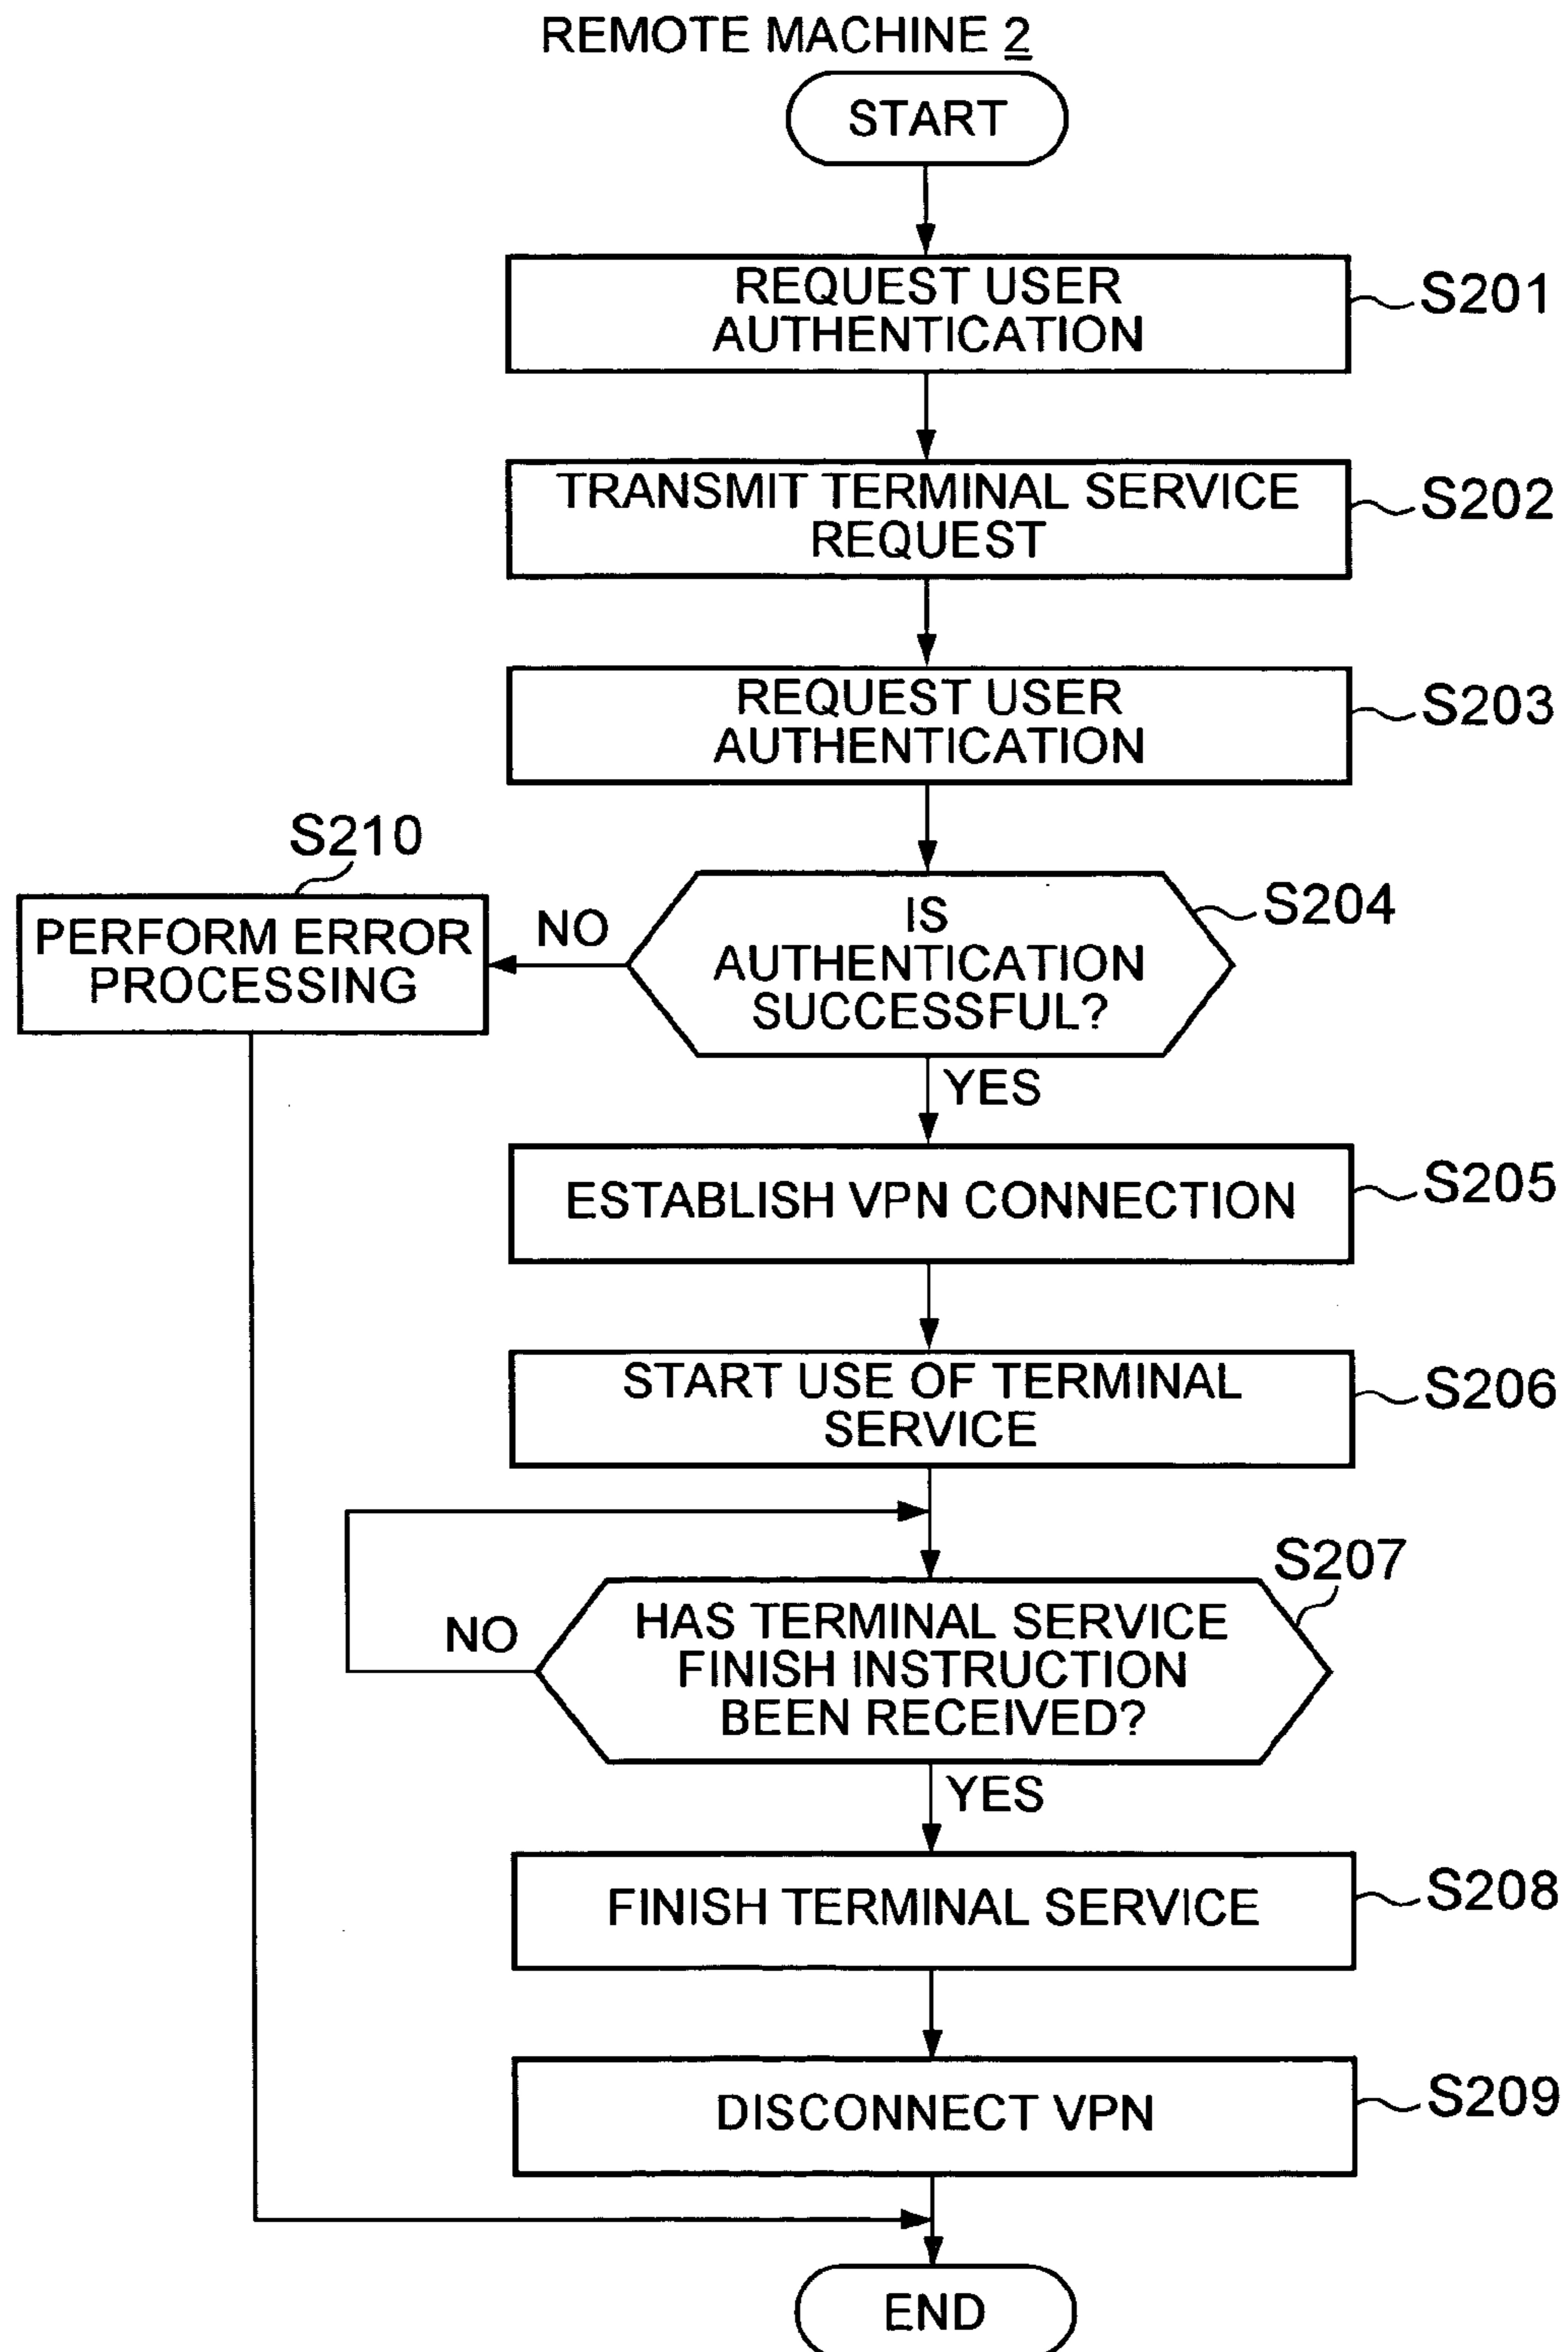 REMOTE MACHINE 2
START
REQUEST USER
AUTHENTICATION
S201
TRANSMIT TERMINAL SERVICE
REQUEST
S202
REQUEST USER
AUTHENTICATION
S203
S210
PERFORM ERROR
PROCESSING
NO
IS
AUTHENTICATION
SUCCESSFUL?
S204
YES
ESTABLISH VPN CONNECTION
S205
START USE OF TERMINAL
SERVICE
S206
S207
NO
HAS TERMINAL SERVICE
FINISH INSTRUCTION
BEEN RECEIVED?
YES
FINISH TERMINAL SERVICE
S208
DISCONNECT VPN
S209
END